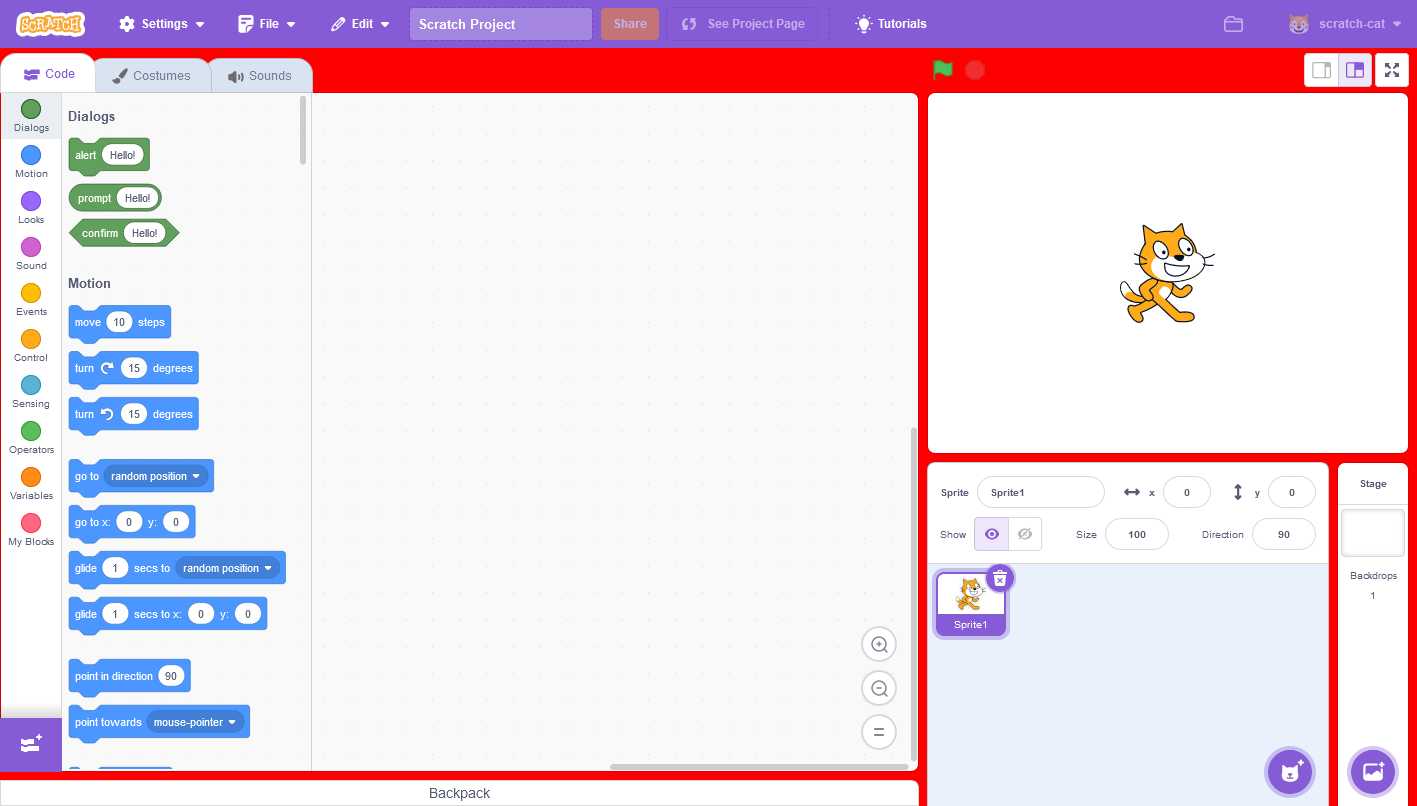 SCRATCH Settings File Edit Scratch Project Share See Project Page Tutorials scratch-cat
Code Costumes Sounds
Dialogs
Motion
Looks
Sound
Events
Control
Sensing
Operators
Variables
My Blocks
Dialogs
alert Hello!
prompt Hello!
confirm Hello!
Motion
move 10 steps
turn 15 degrees
turn 15 degrees
go to random position
go to x: 0 y: 0
glide 1 secs to random position
glide 1 secs to x: 0 y: 0
point in direction 90
point towards mouse-pointer
Backpack
Sprite Sprite1 x 0 y 0
Show Size 100 Direction 90
Sprite1
Stage
Backdrops
1